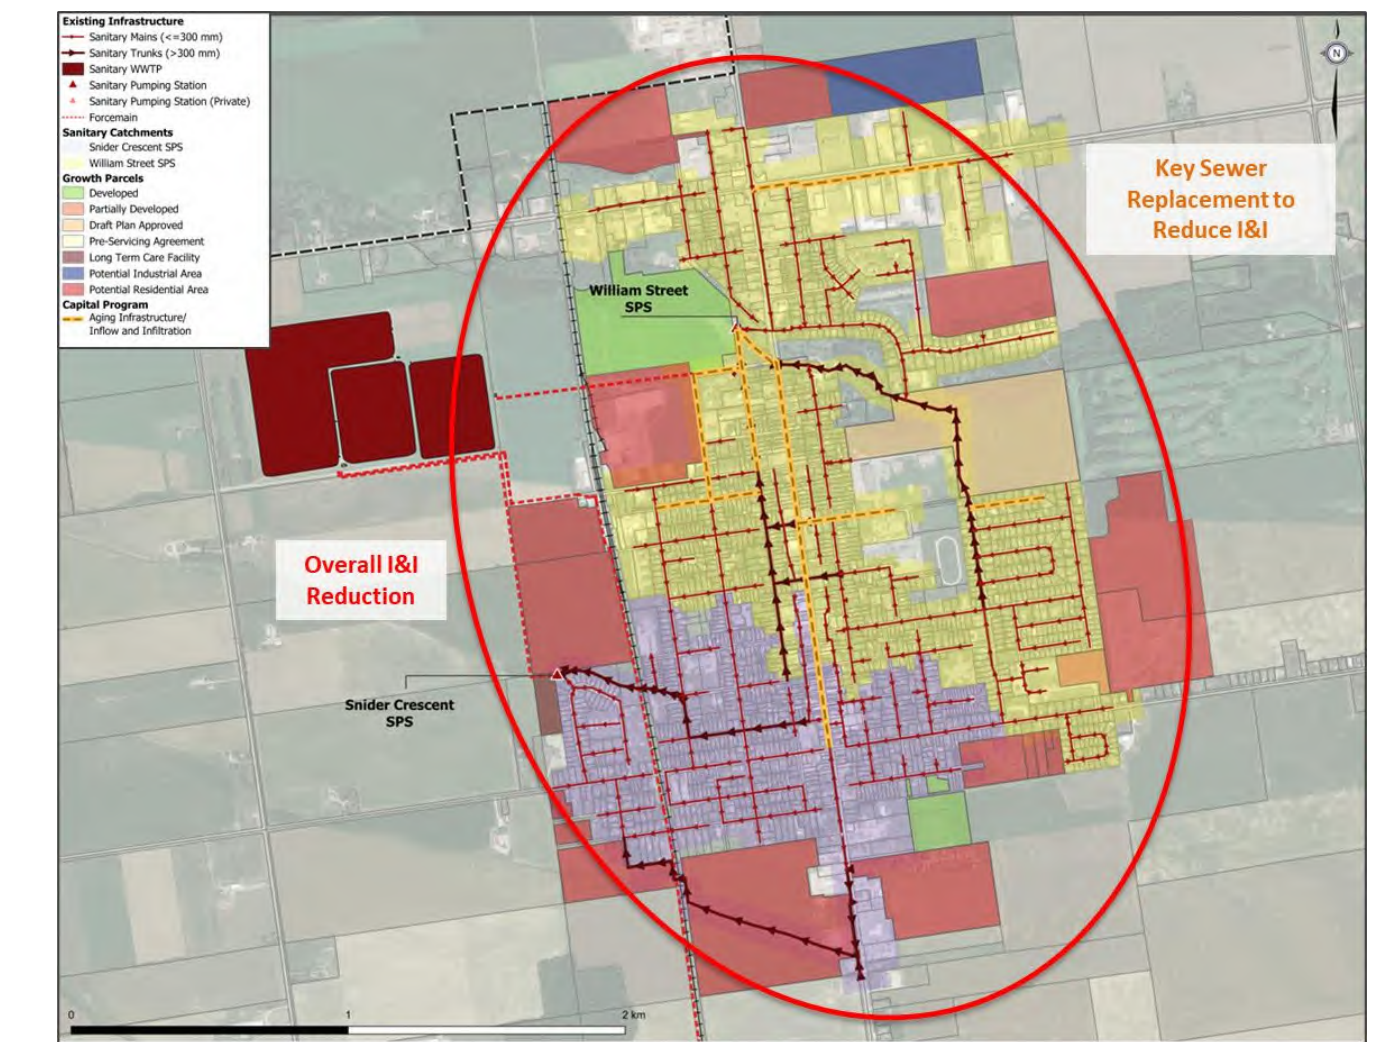 Existing Infrastructure
Sanitary Mains (<=300 mm)
Sanitary Trunks (>300 mm)
Sanitary WWTP
Sanitary Pumping Station
Sanitary Pumping Station (Private)
Forcemain
Sanitary Catchments
Snider Crescent SPS
William Street SPS
Growth Parcels
Developed
Partially Developed
Draft Plan Approved
Pre-Servicing Agreement
Long Term Care Facility
Potential Industrial Area
Potential Residential Area
Capital Program
Aging Infrastructure/
Inflow and Infiltration
N
Key Sewer
Replacement to
Reduce I&I
William Street
SPS
Overall I&I
Reduction
Snider Crescent
SPS
0 1 2 km